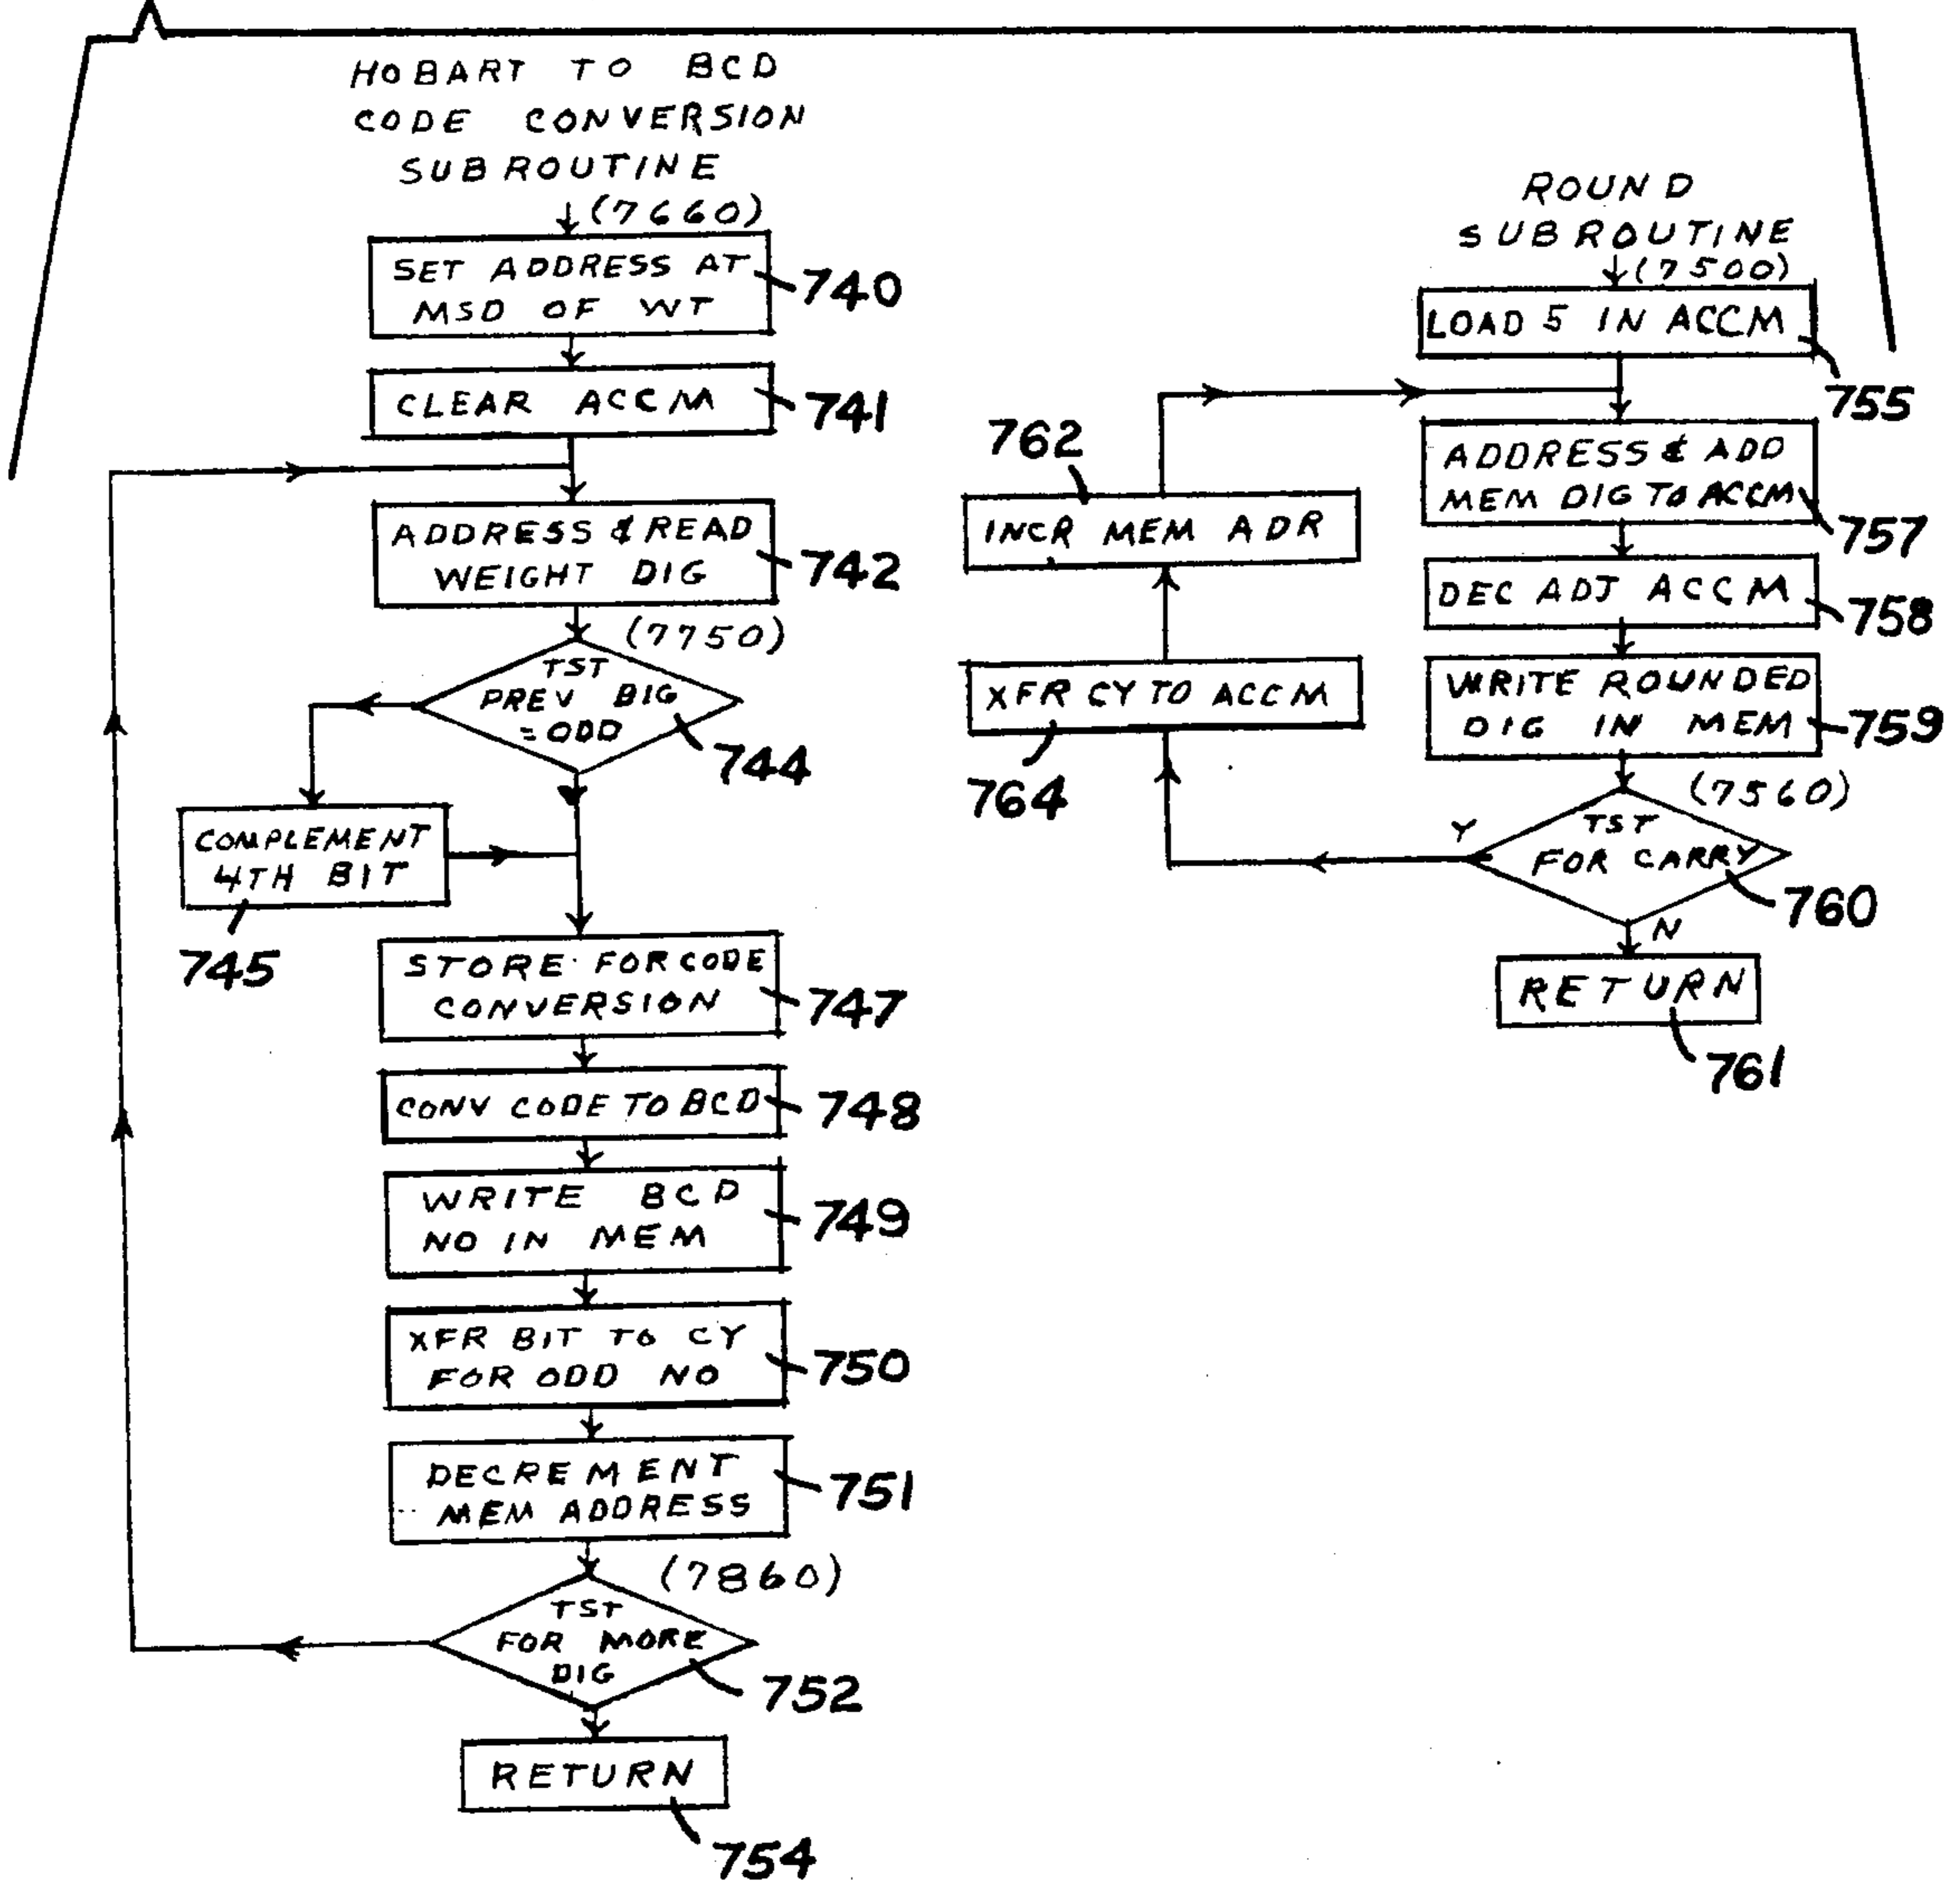 HOBART TO BCD
CODE CONVERSION
SUBROUTINE
(7660)
SET ADDRESS AT
MSD OF WT
740
CLEAR ACCM
741
ADDRESS & READ
WEIGHT DIG
742
(7750)
TST
PREV BIG
=ODD
744
COMPLEMENT
4TH BIT
745
STORE FOR CODE
CONVERSION
747
CONV CODE TO BCD
748
WRITE BCD
NO IN MEM
749
XFR BIT TO CY
FOR ODD NO
750
DECREMENT
MEM ADDRESS
751
(7860)
TST
FOR MORE
DIG
752
RETURN
754
ROUND
SUBROUTINE
(7500)
LOAD 5 IN ACCM
755
ADDRESS & ADD
MEM DIG TO ACCM
757
DEC ADJ ACCM
758
WRITE ROUNDED
DIG IN MEM
759
(7560)
TST
FOR CARRY
760
Y
N
RETURN
761
762
INCR MEM ADR
XFR CY TO ACCM
764